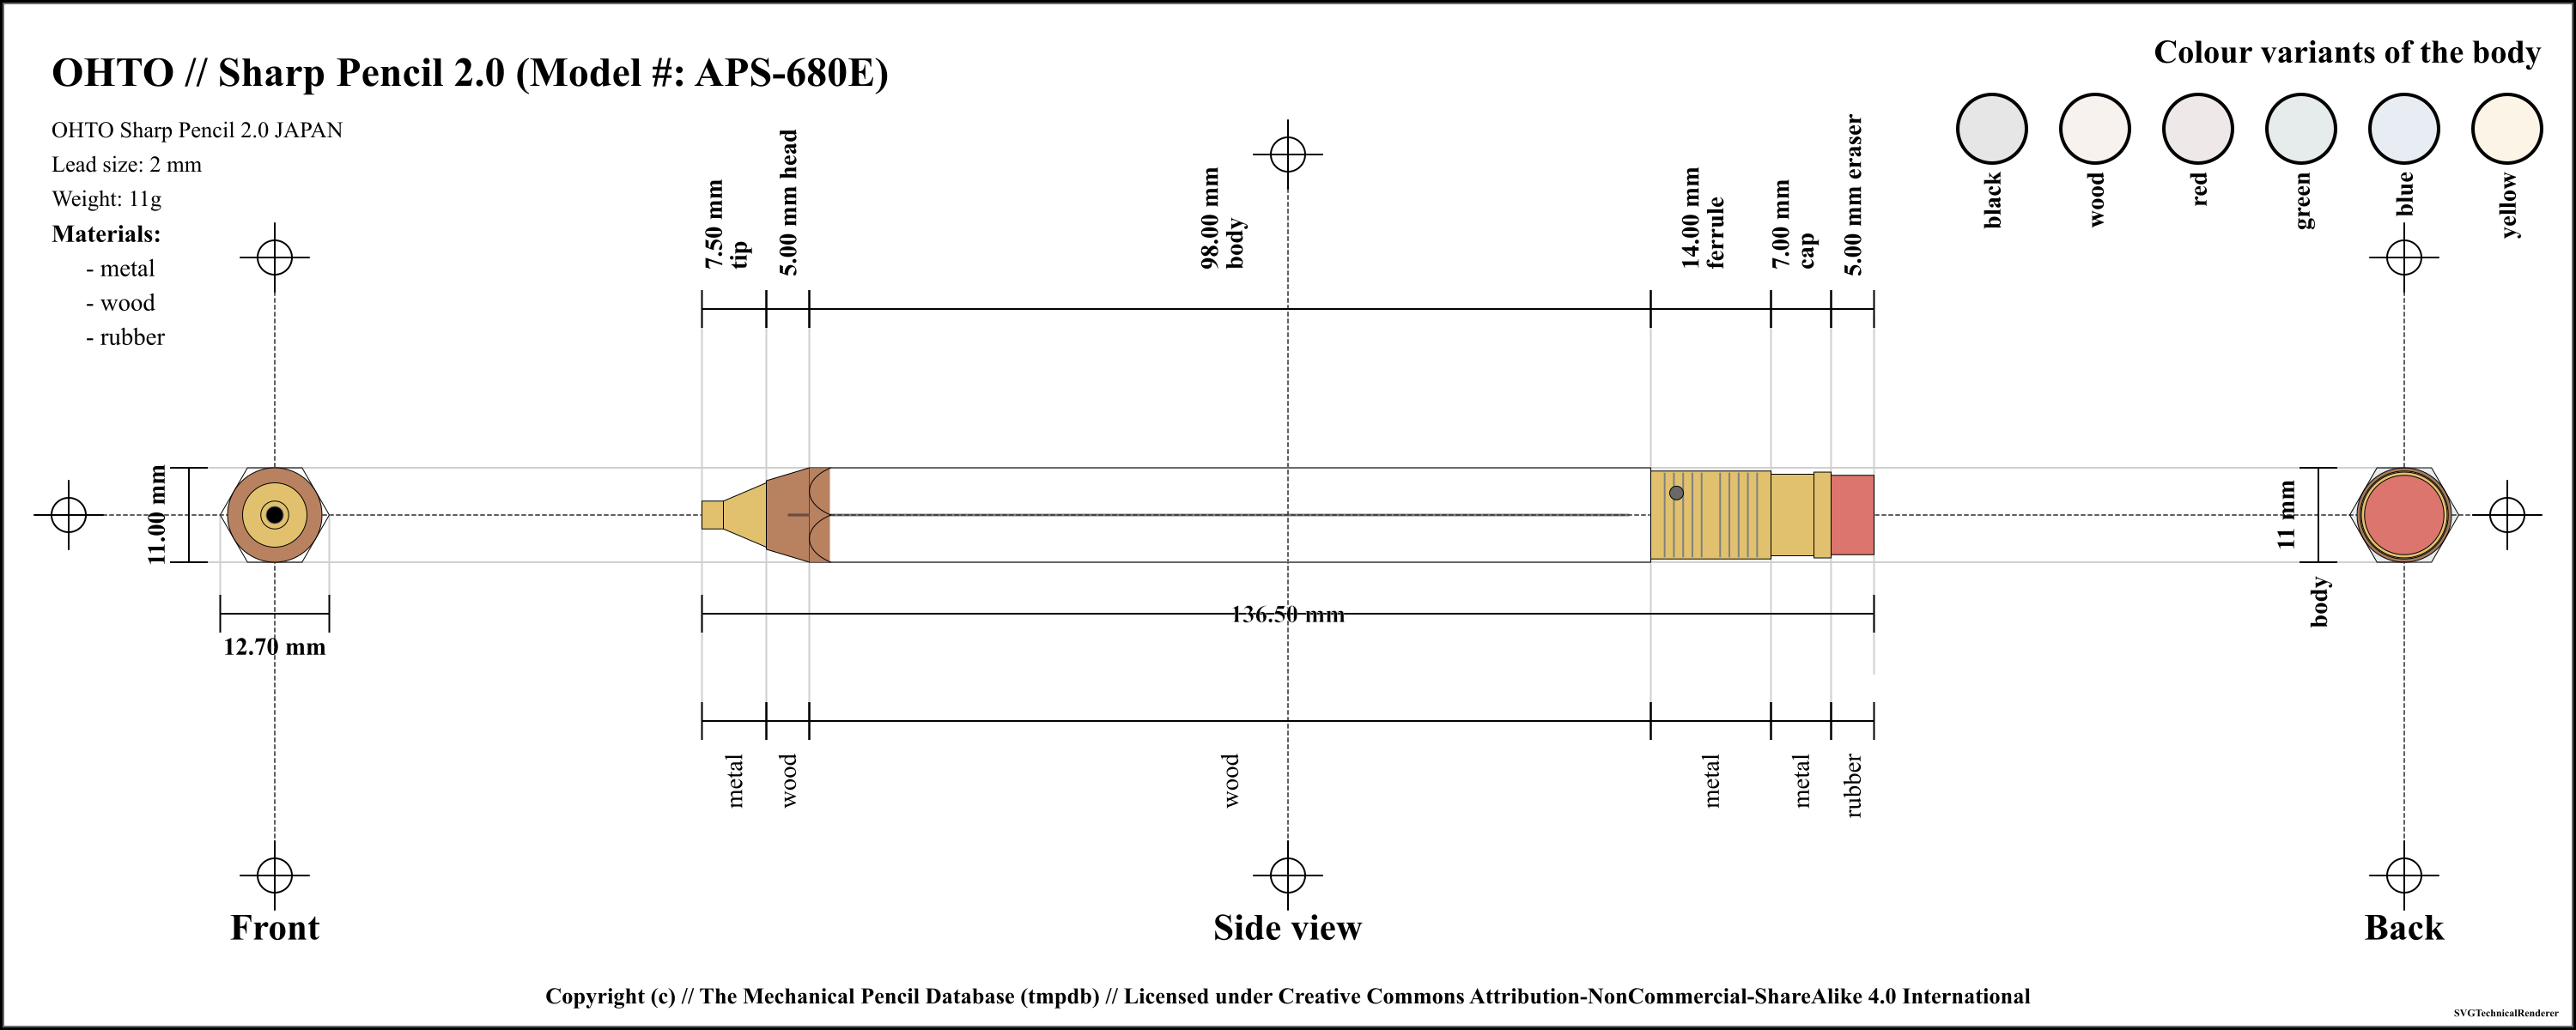 OHTO // Sharp Pencil 2.0 (Model #: APS-680E)
OHTO Sharp Pencil 2.0 JAPAN
Lead size: 2 mm
Weight: 11g
Materials:
- metal
- wood
- rubber
Colour variants of the body
black
wood
red
green
blue
yellow
7.50 mm
tip
5.00 mm head
98.00 mm
body
14.00 mm
ferrule
7.00 mm
cap
5.00 mm eraser
11.00 mm
12.70 mm
136.50 mm
11 mm
body
metal
wood
wood
metal
metal
rubber
Front
Side view
Back
Copyright (c) // The Mechanical Pencil Database (tmpdb) // Licensed under Creative Commons Attribution-NonCommercial-ShareAlike 4.0 International
SVGTechnicalRenderer